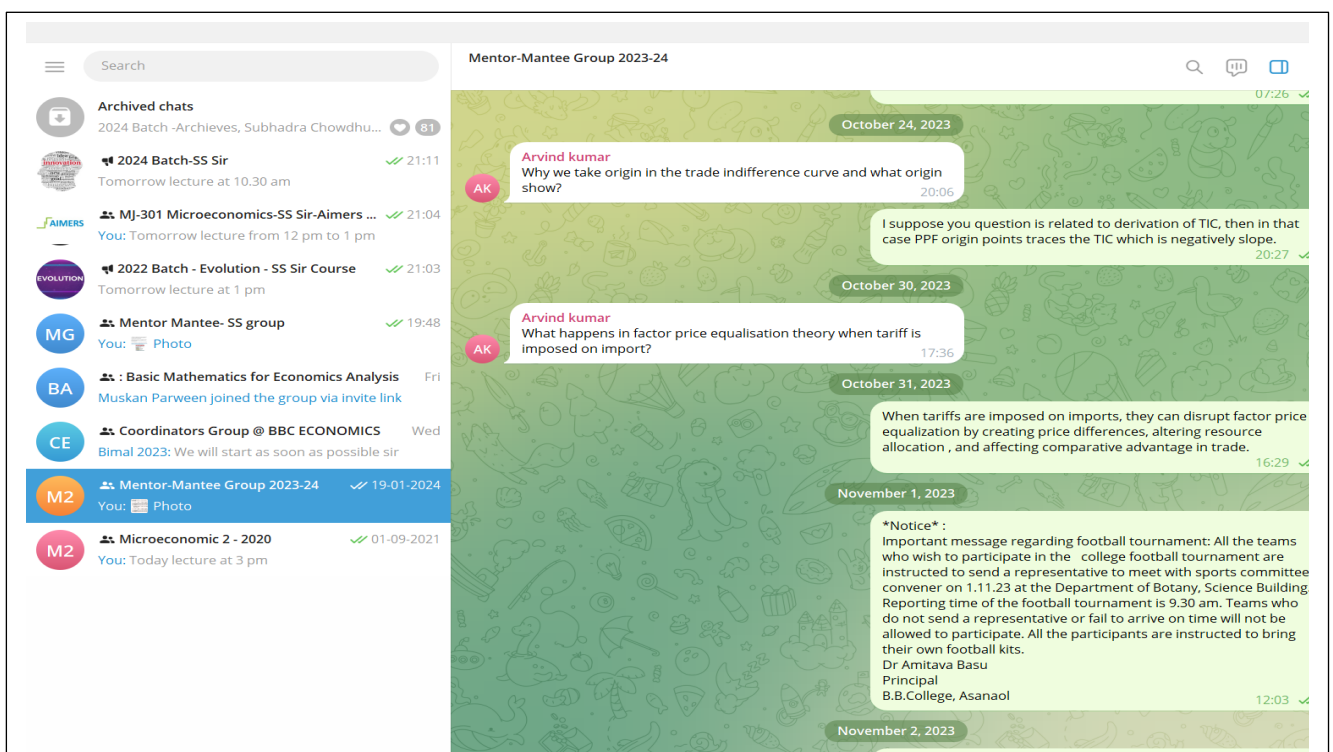 Search
Archived chats
2024 Batch -Archieves, Subhadra Chowdhu...
81
2024 Batch-SS Sir
21:11
Tomorrow lecture at 10.30 am
innovation
AIMERS
MJ-301 Microeconomics-SS Sir-Aimers ...
21:04
You: Tomorrow lecture from 12 pm to 1 pm
EVOLUTION
2022 Batch - Evolution - SS Sir Course
21:03
Tomorrow lecture at 1 pm
MG
Mentor Mantee- SS group
19:48
You: Photo
BA
: Basic Mathematics for Economics Analysis
Fri
Muskan Parween joined the group via invite link
CE
Coordinators Group @ BBC ECONOMICS
Wed
Bimal 2023: We will start as soon as possible sir
M2
Mentor-Mantee Group 2023-24
19-01-2024
You: Photo
M2
Microeconomic 2 - 2020
01-09-2021
You: Today lecture at 3 pm
Mentor-Mantee Group 2023-24
07:26
October 24, 2023
Arvind kumar
Why we take origin in the trade indifference curve and what origin
show?
20:06
AK
I suppose you question is related to derivation of TIC, then in that
case PPF origin points traces the TIC which is negatively slope.
20:27
October 30, 2023
Arvind kumar
What happens in factor price equalisation theory when tariff is
imposed on import?
17:36
AK
October 31, 2023
When tariffs are imposed on imports, they can disrupt factor price
equalization by creating price differences, altering resource
allocation , and affecting comparative advantage in trade.
16:29
November 1, 2023
*Notice* :
Important message regarding football tournament: All the teams
who wish to participate in the college football tournament are
instructed to send a representative to meet with sports committee
convener on 1.11.23 at the Department of Botany, Science Building
Reporting time of the football tournament is 9.30 am. Teams who
do not send a representative or fail to arrive on time will not be
allowed to participate. All the participants are instructed to bring
their own football kits.
Dr Amitava Basu
Principal
B.B.College, Asanaol
12:03
November 2, 2023